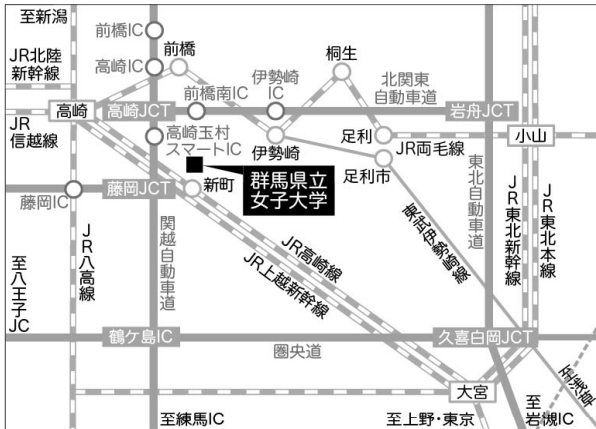 至新潟
前橋IC
JR北陸
新幹線
高崎IC
前橋
桐生
高崎
高崎JCT
前橋南IC
伊勢崎
IC
北関東
自動車道
岩舟JCT
JR
信越線
高崎玉村
スマートIC
伊勢崎
足利
JR両毛線
小山
藤岡IC
藤岡JCT
新町
群馬県立
女子大学
足利市
東北自動車道
JR東北新幹線
JR東北本線
至八王子
JC
JR八高線
関越自動車道
JR高崎線
JR上越新幹線
東武伊勢崎線
鶴ケ島IC
圏央道
久喜白岡JCT
至浅草
大宮
至練馬IC
至上野・東京
至
岩槻IC